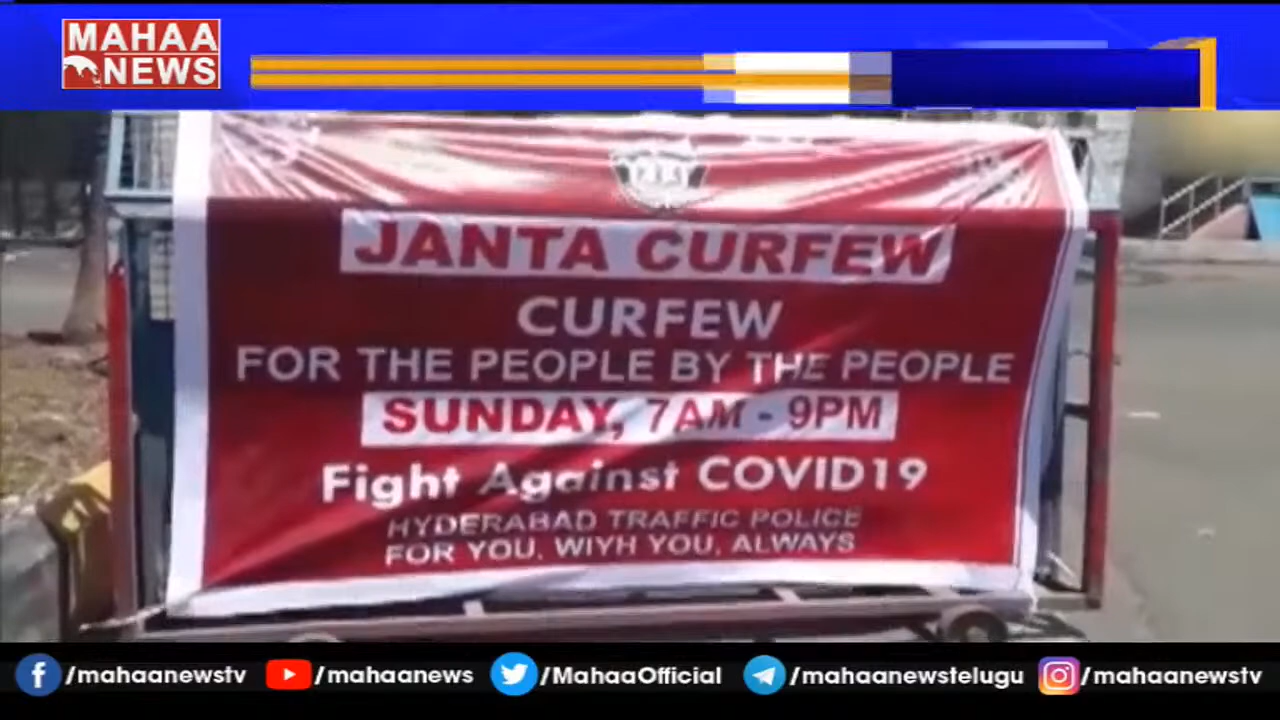 MAHAA
NEWS
JANTA CURFEW
CURFEW
FOR THE PEOPLE BY THE PEOPLE
SUNDAY, 7AM - 9PM
Fight Against COVID19
HYDERABAD TRAFFIC POLICE
FOR YOU, WIYH YOU, ALWAYS
/mahaanewstv /mahaanews /MahaaOfficial /mahaanewstelugu /mahaanewstv